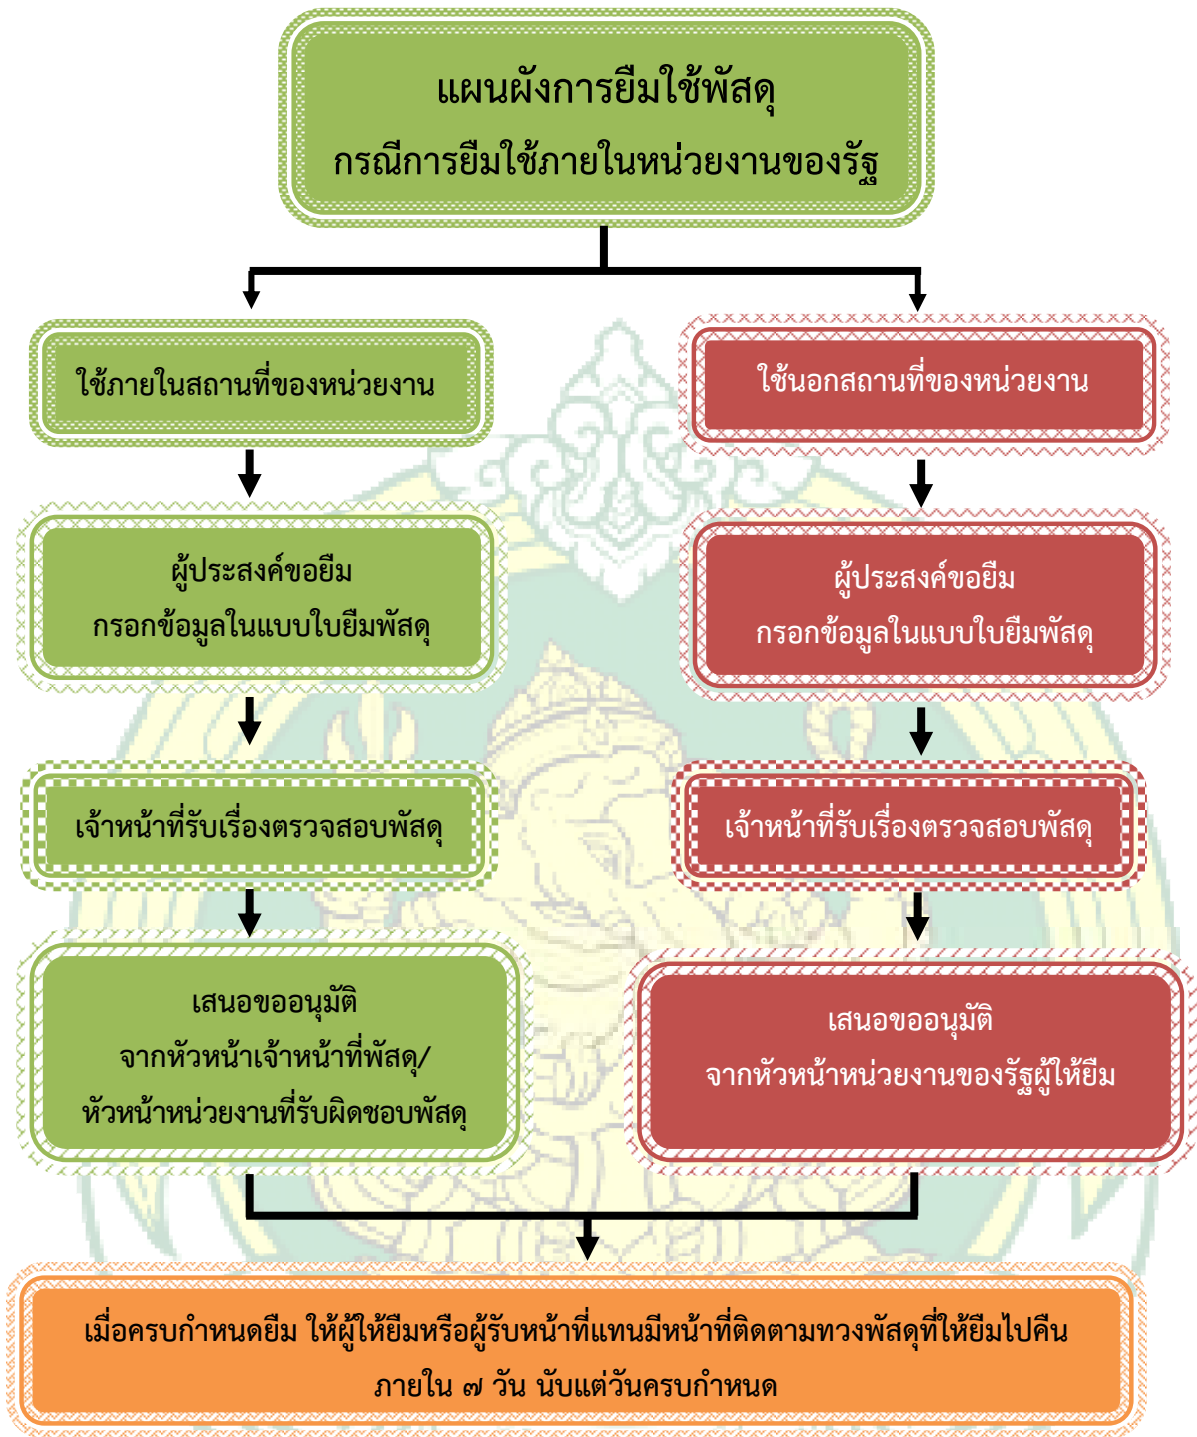 แผนผังการยืมใช้พัสดุ
กรณีการยืมใช้ภายในหน่วยงานของรัฐ
ใช้ภายในสถานที่ของหน่วยงาน
ใช้นอกสถานที่ของหน่วยงาน
ผู้ประสงค์ขอยืม
กรอกข้อมูลในแบบใบยืมพัสดุ
ผู้ประสงค์ขอยืม
กรอกข้อมูลในแบบใบยืมพัสดุ
เจ้าหน้าที่รับเรื่องตรวจสอบพัสดุ
เจ้าหน้าที่รับเรื่องตรวจสอบพัสดุ
เสนอขออนุมัติ
จากหัวหน้าเจ้าหน้าที่พัสดุ/
หัวหน้าหน่วยงานที่รับผิดชอบพัสดุ
เสนอขออนุมัติ
จากหัวหน้าหน่วยงานของรัฐผู้ให้ยืม
เมื่อครบกำหนดยืม ให้ผู้ให้ยืมหรือผู้รับหน้าที่แทนมีหน้าที่ติดตามทวงพัสดุที่ให้ยืมไปคืน
ภายใน ๗ วัน นับแต่วันครบกำหนด